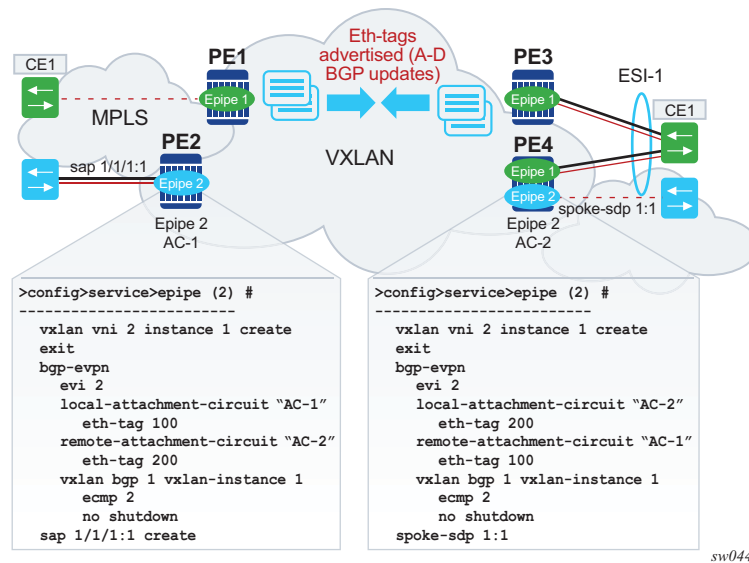 Eth-tags
advertised (A-D
BGP updates)
PE1
PE3
CE1
ESI-1
Epipe 1
Epipe 1
CE1
MPLS
PE2
PE4
VXLAN
Epipe 1
sap 1/1/1:1
Epipe 2
Epipe 2
spoke-sdp 1:1
Epipe 2
AC-1
Epipe 2
AC-2
>config>service>epipe (2) #
-------------------------
vxlan vni 2 instance 1 create
exit
bgp-evpn
evi 2
local-attachment-circuit “AC-1”
eth-tag 100
remote-attachment-circuit “AC-2”
eth-tag 200
vxlan bgp 1 vxlan-instance 1
ecmp 2
no shutdown
sap 1/1/1:1 create
>config>service>epipe (2) #
-------------------------
vxlan vni 2 instance 1 create
exit
bgp-evpn
evi 2
local-attachment-circuit “AC-2”
eth-tag 200
remote-attachment-circuit “AC-1”
eth-tag 100
vxlan bgp 1 vxlan-instance 1
ecmp 2
no shutdown
spoke-sdp 1:1
sw044